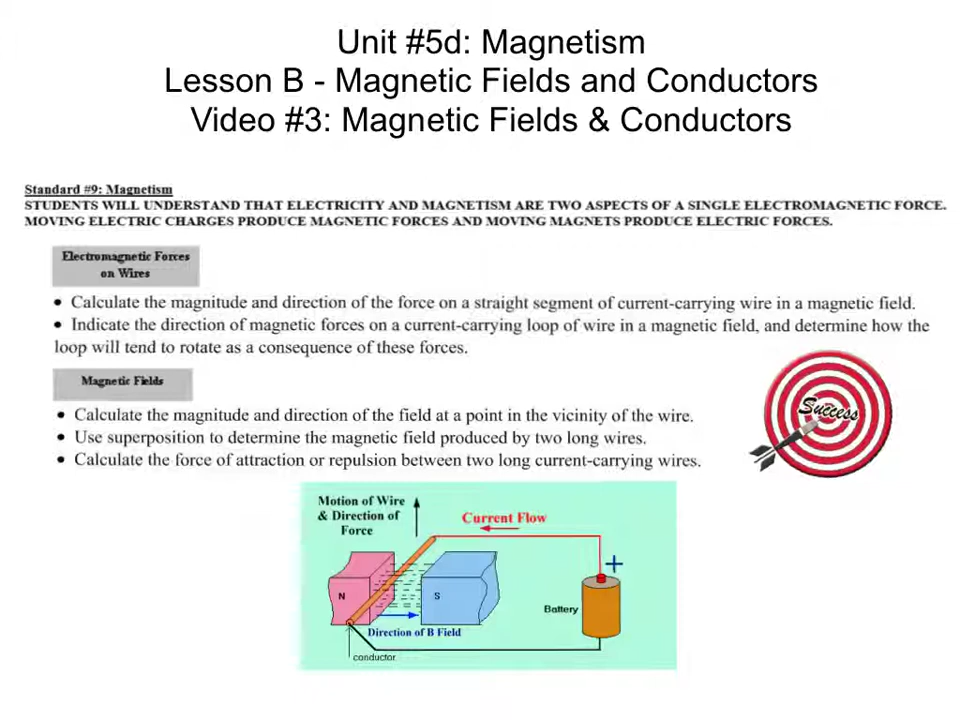 Unit #5d: Magnetism
Lesson B - Magnetic Fields and Conductors
Video #3: Magnetic Fields & Conductors
Standard #9: Magnetism
STUDENTS WILL UNDERSTAND THAT ELECTRICITY AND MAGNETISM ARE TWO ASPECTS OF A SINGLE ELECTROMAGNETIC FORCE.
MOVING ELECTRIC CHARGES PRODUCE MAGNETIC FORCES AND MOVING MAGNETS PRODUCE ELECTRIC FORCES.
Electromagnetic Forces
on Wires
• Calculate the magnitude and direction of the force on a straight segment of current-carrying wire in a magnetic field.
• Indicate the direction of magnetic forces on a current-carrying loop of wire in a magnetic field, and determine how the
loop will tend to rotate as a consequence of these forces.
Magnetic Fields
• Calculate the magnitude and direction of the field at a point in the vicinity of the wire.
• Use superposition to determine the magnetic field produced by two long wires.
• Calculate the force of attraction or repulsion between two long current-carrying wires.
Success
Motion of Wire
& Direction of
Force
Current Flow
+
N
S
Battery
Direction of B Field
conductor